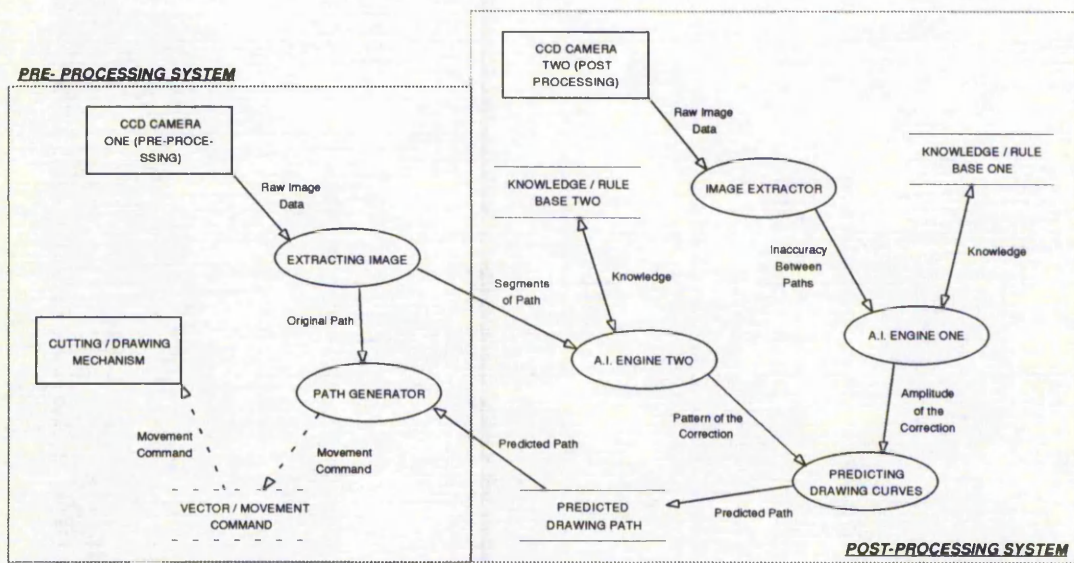 PRE- PROCESSING SYSTEM
CCD CAMERA
ONE (PRE-PROCE-
SSING)
Raw Image
Data
EXTRACTING IMAGE
Original Path
CUTTING / DRAWING
MECHANISM
PATH GENERATOR
Movement
Command
Movement
Command
VECTOR / MOVEMENT
COMMAND
CCD CAMERA
TWO (POST
PROCESSING)
Raw Image
Data
KNOWLEDGE / RULE
BASE ONE
KNOWLEDGE / RULE
BASE TWO
IMAGE EXTRACTOR
Inaccuracy
Between
Paths
Knowledge
Knowledge
Segments
of Path
A.I. ENGINE TWO
A.I. ENGINE ONE
Pattern of the
Correction
Amplitude
of the
Correction
Predicted Path
PREDICTING
DRAWING CURVES
PREDICTED
DRAWING PATH
Predicted Path
POST-PROCESSING SYSTEM